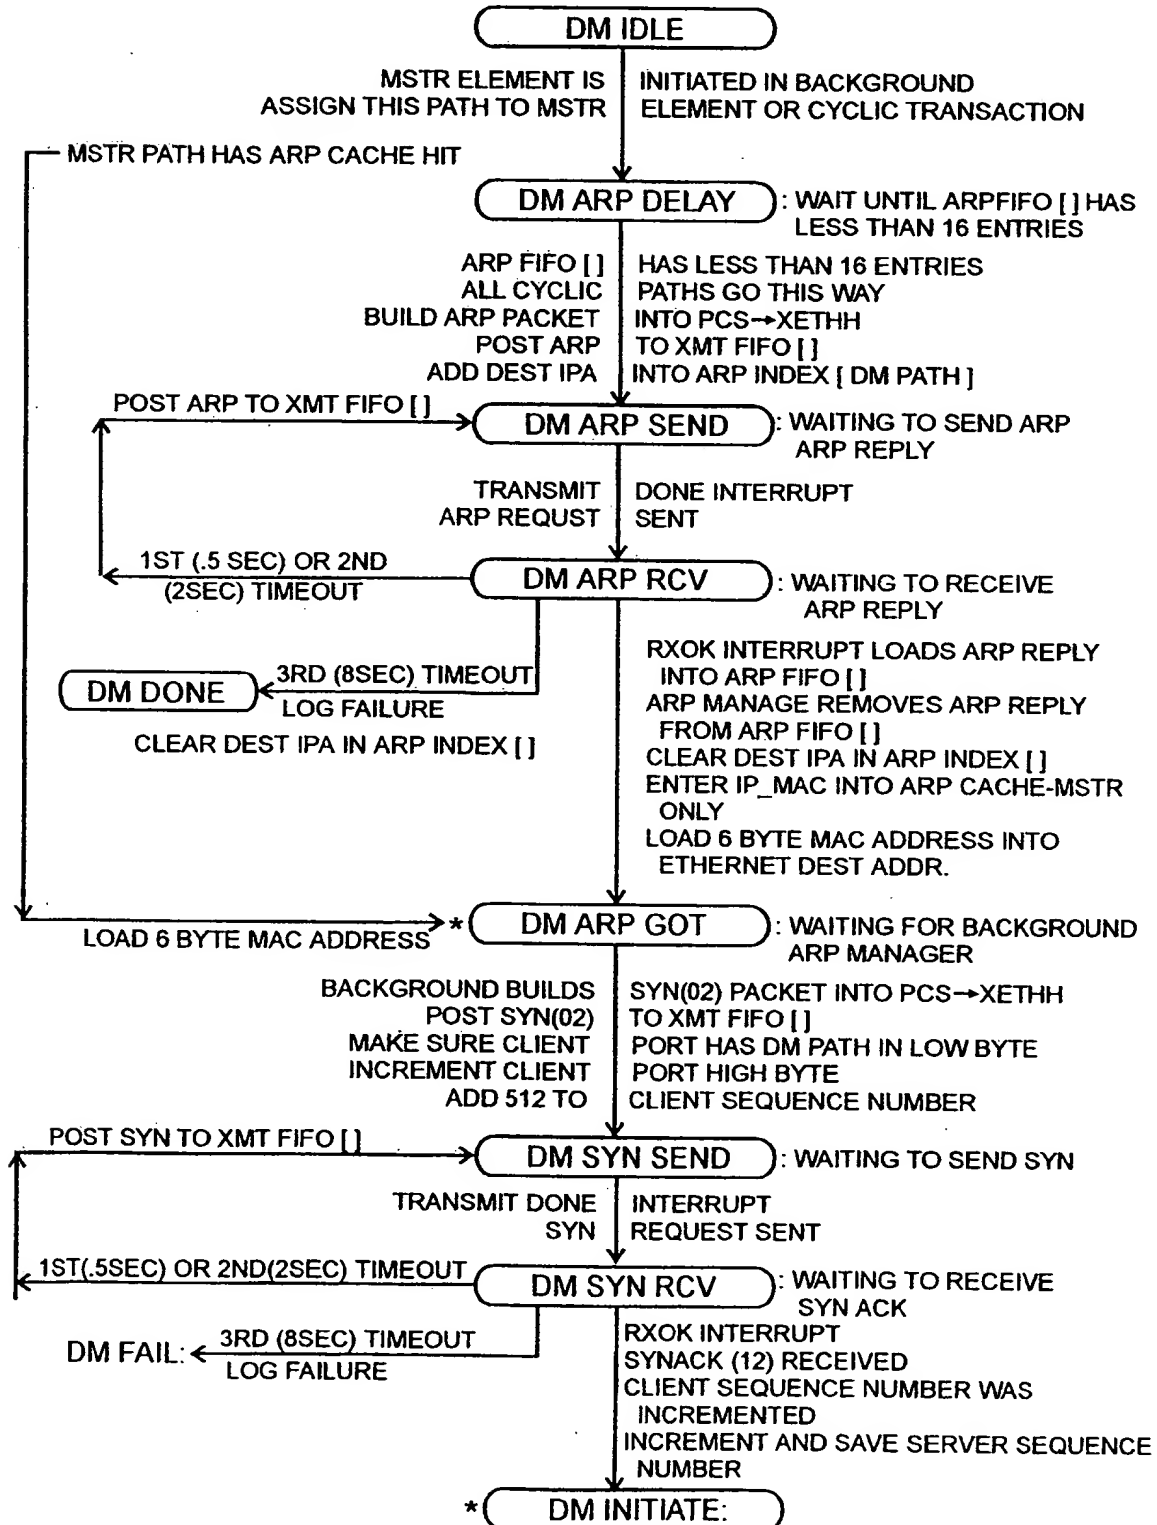 DM IDLE
MSTR ELEMENT IS INITIATED IN BACKGROUND
ASSIGN THIS PATH TO MSTR ELEMENT OR CYCLIC TRANSACTION
MSTR PATH HAS ARP CACHE HIT
DM ARP DELAY : WAIT UNTIL ARPFIFO [ ] HAS
LESS THAN 16 ENTRIES
ARP FIFO [ ] HAS LESS THAN 16 ENTRIES
ALL CYCLIC PATHS GO THIS WAY
BUILD ARP PACKET INTO PCS→XETHH
POST ARP TO XMT FIFO [ ]
ADD DEST IPA INTO ARP INDEX [ DM PATH ]
POST ARP TO XMT FIFO [ ]
DM ARP SEND : WAITING TO SEND ARP
ARP REPLY
TRANSMIT DONE INTERRUPT
ARP REQUST SENT
1ST (.5 SEC) OR 2ND
(2SEC) TIMEOUT
DM ARP RCV : WAITING TO RECEIVE
ARP REPLY
3RD (8SEC) TIMEOUT
DM DONE
LOG FAILURE
CLEAR DEST IPA IN ARP INDEX [ ]
RXOK INTERRUPT LOADS ARP REPLY
INTO ARP FIFO [ ]
ARP MANAGE REMOVES ARP REPLY
FROM ARP FIFO [ ]
CLEAR DEST IPA IN ARP INDEX [ ]
ENTER IP_MAC INTO ARP CACHE-MSTR
ONLY
LOAD 6 BYTE MAC ADDRESS INTO
ETHERNET DEST ADDR.
LOAD 6 BYTE MAC ADDRESS
* DM ARP GOT : WAITING FOR BACKGROUND
ARP MANAGER
BACKGROUND BUILDS SYN(02) PACKET INTO PCS→XETHH
POST SYN(02) TO XMT FIFO [ ]
MAKE SURE CLIENT PORT HAS DM PATH IN LOW BYTE
INCREMENT CLIENT PORT HIGH BYTE
ADD 512 TO CLIENT SEQUENCE NUMBER
POST SYN TO XMT FIFO [ ]
DM SYN SEND : WAITING TO SEND SYN
TRANSMIT DONE INTERRUPT
SYN REQUEST SENT
1ST(.5SEC) OR 2ND(2SEC) TIMEOUT
DM SYN RCV : WAITING TO RECEIVE
SYN ACK
DM FAIL: 3RD (8SEC) TIMEOUT
LOG FAILURE
RXOK INTERRUPT
SYNACK (12) RECEIVED
CLIENT SEQUENCE NUMBER WAS
INCREMENTED
INCREMENT AND SAVE SERVER SEQUENCE
NUMBER
* DM INITIATE: